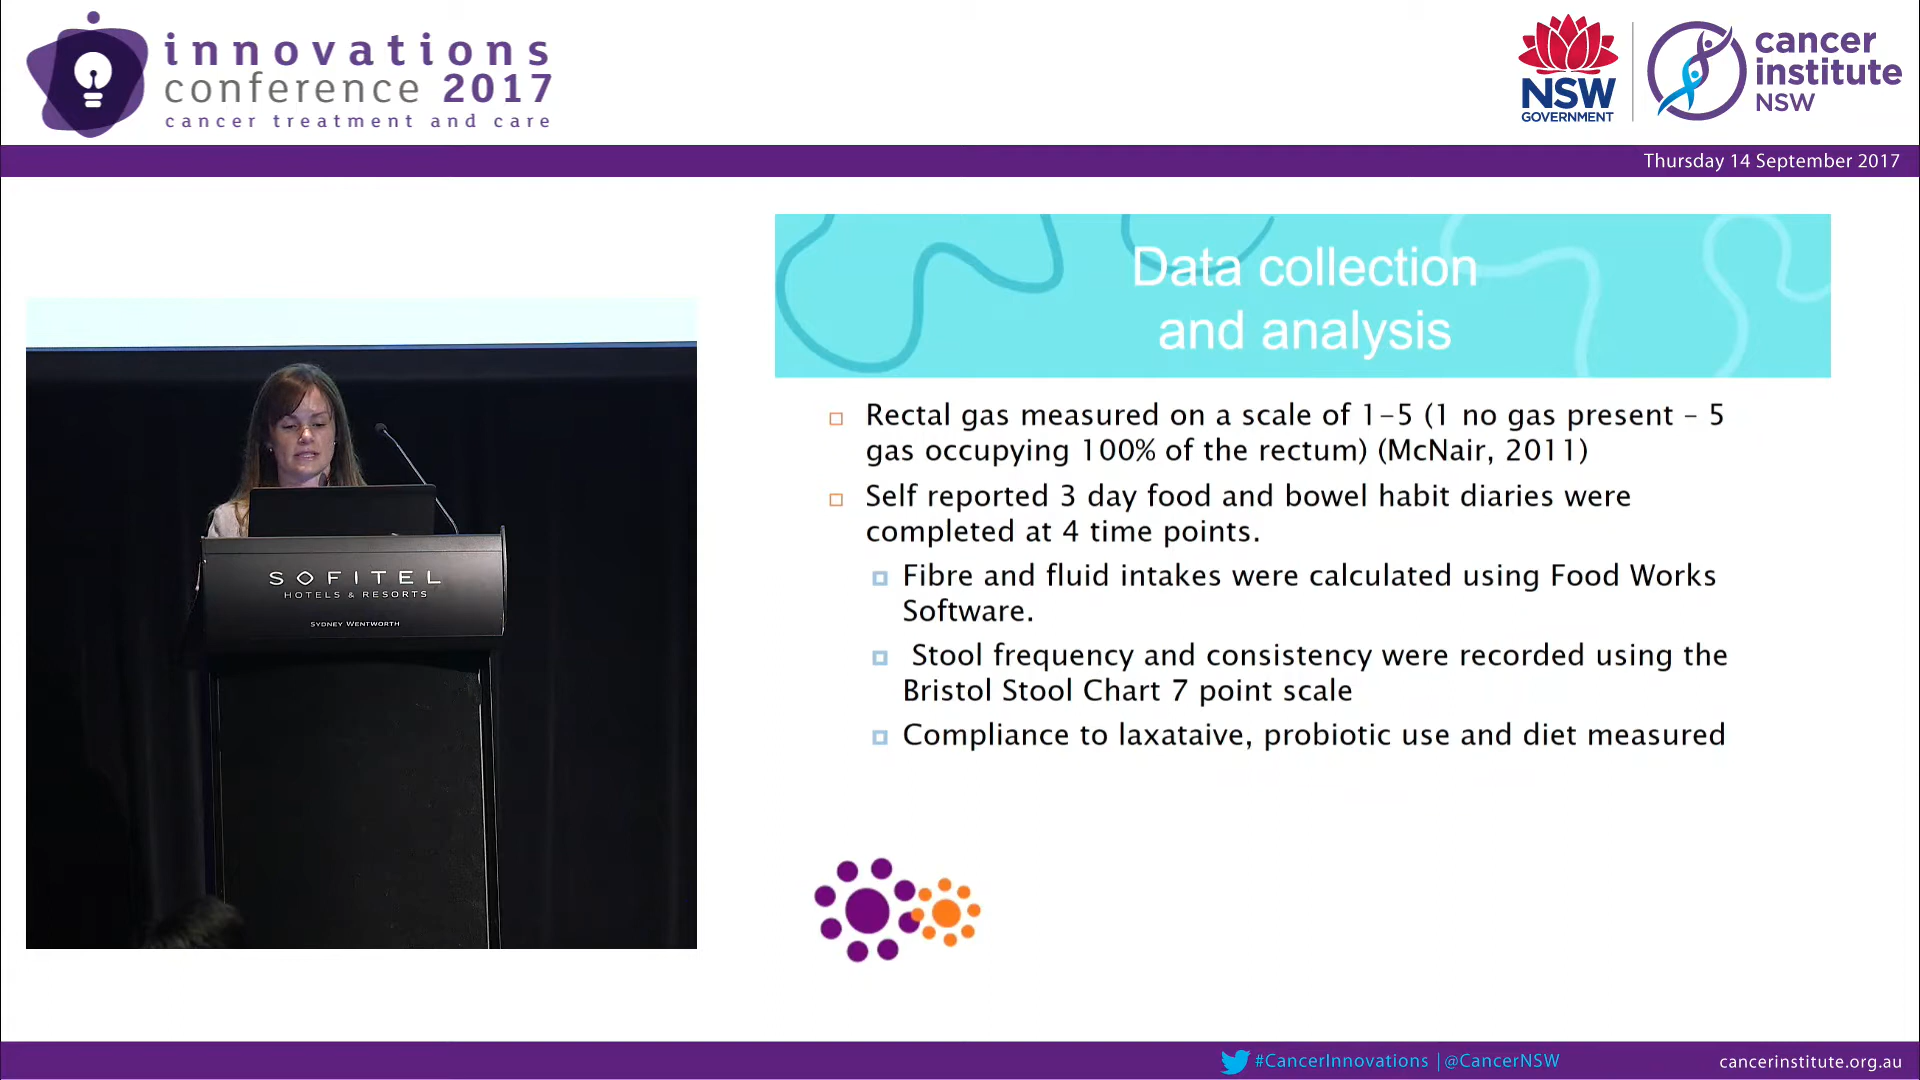 innovations
conference 2017
cancer treatment and care
NSW
GOVERNMENT
cancer
institute
NSW
Thursday 14 September 2017
Data collection
and analysis
Rectal gas measured on a scale of 1-5 (1 no gas present - 5
gas occupying 100% of the rectum) (McNair, 2011)
Self reported 3 day food and bowel habit diaries were
completed at 4 time points.
Fibre and fluid intakes were calculated using Food Works
Software.
Stool frequency and consistency were recorded using the
Bristol Stool Chart 7 point scale
Compliance to laxataive, probiotic use and diet measured
SOFITEL
HOTELS & RESORTS
SYDNEY WENTWORTH
#CancerInnovations | @CancerNSW
cancerinstitute.org.au